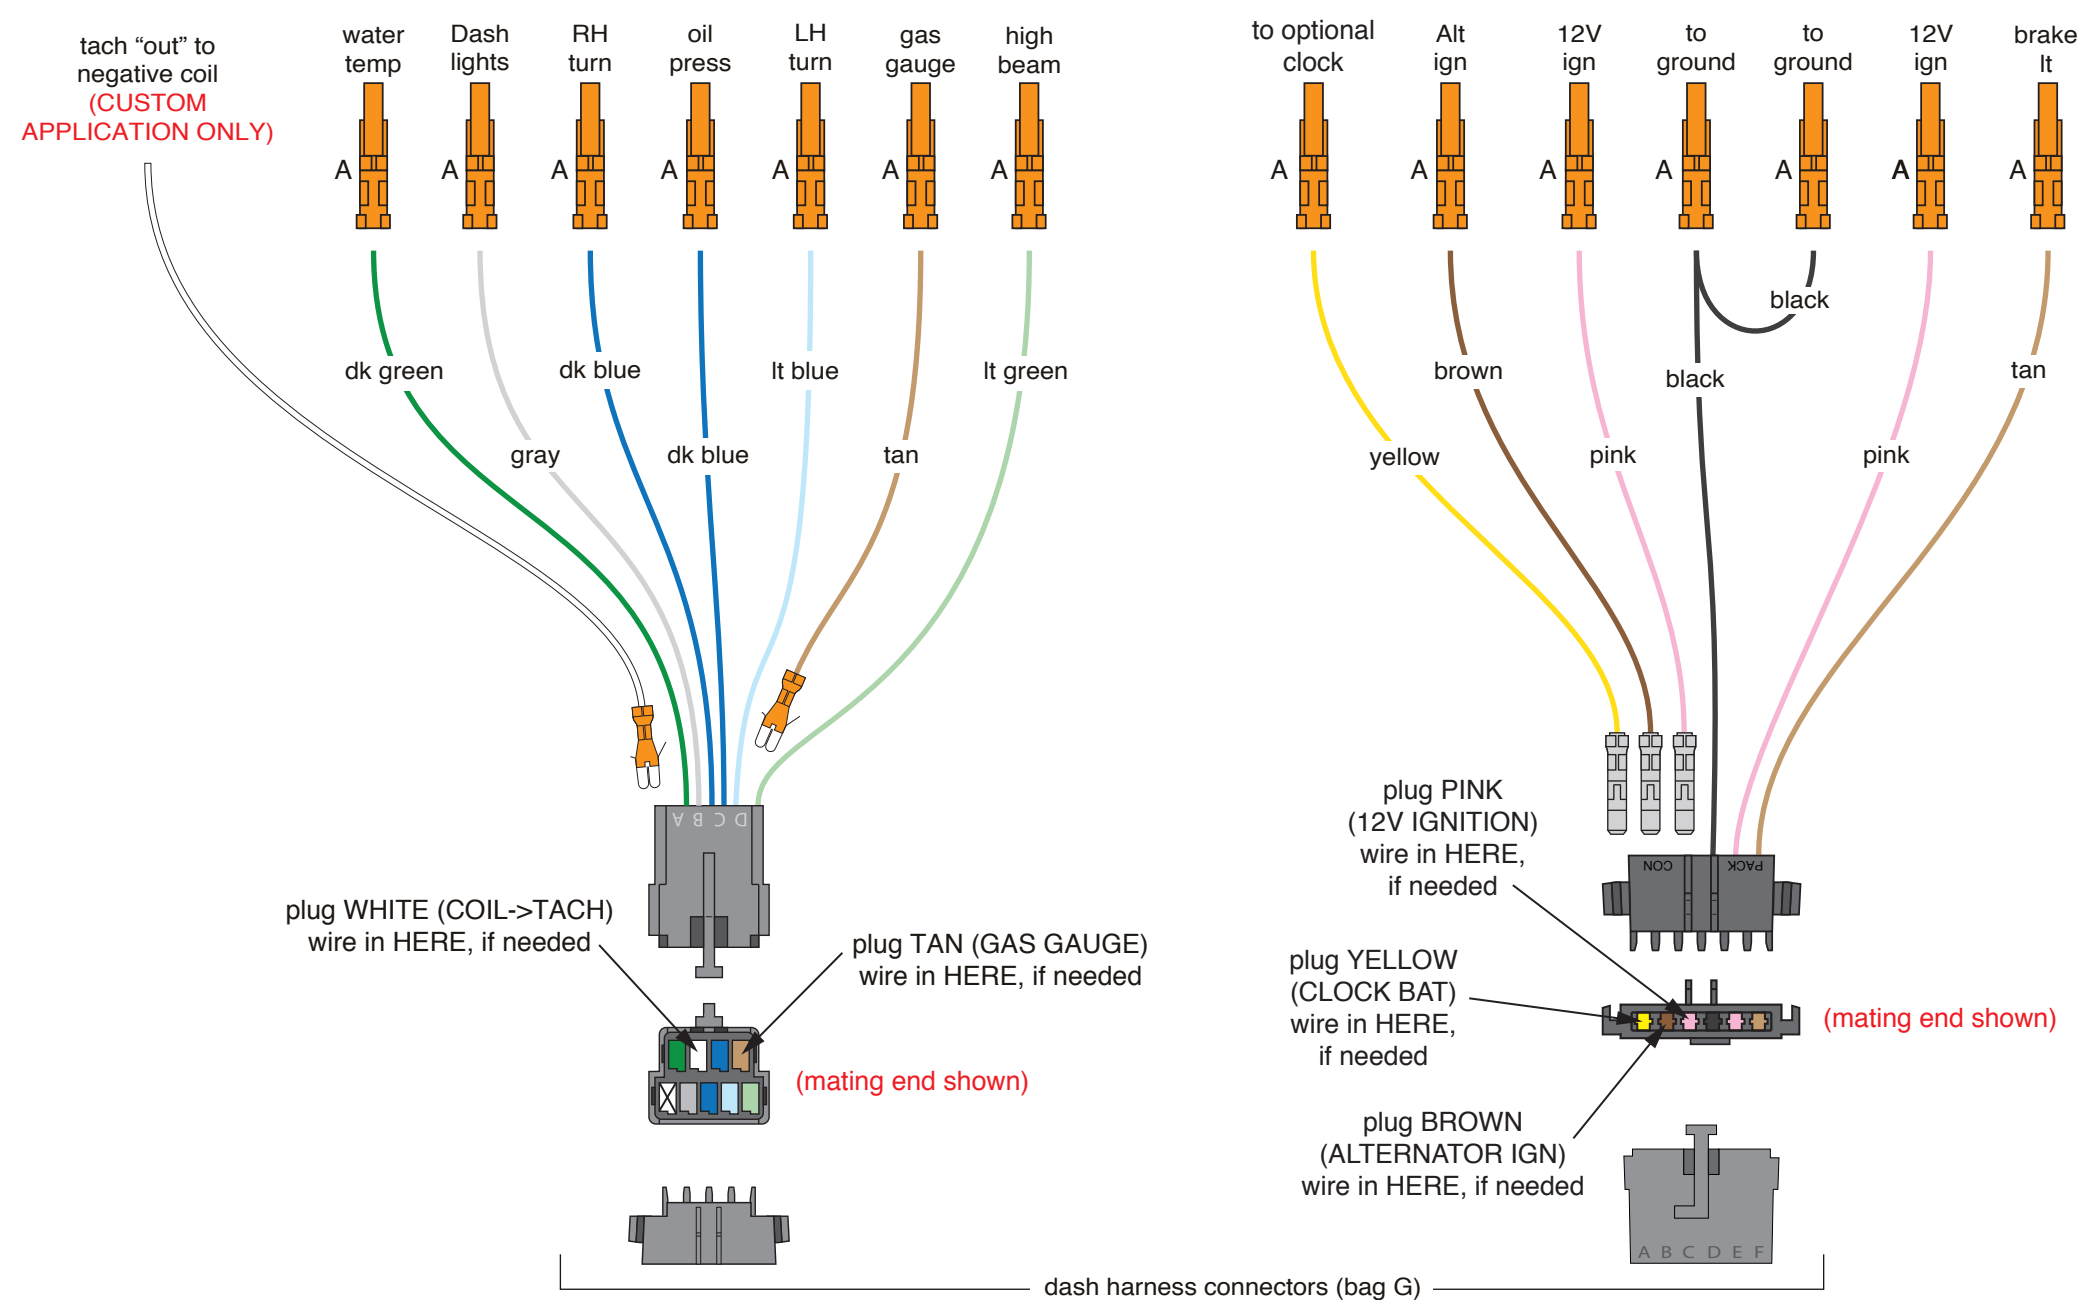 tach “out” to
negative coil
(CUSTOM
APPLICATION ONLY)
water
temp
Dash
lights
RH
turn
oil
press
LH
turn
gas
gauge
high
beam
to optional
clock
Alt
ign
12V
ign
to
ground
to
ground
12V
ign
brake
lt
A
A
A
A
A
A
A
A
A
A
A
A
A
A
black
dk green
dk blue
lt blue
lt green
brown
black
tan
gray
dk blue
tan
yellow
pink
pink
A B C D
plug PINK
(12V IGNITION)
wire in HERE,
if needed
CON
PACK
plug WHITE (COIL->TACH)
wire in HERE, if needed
plug TAN (GAS GAUGE)
wire in HERE, if needed
plug YELLOW
(CLOCK BAT)
wire in HERE,
if needed
(mating end shown)
(mating end shown)
plug BROWN
(ALTERNATOR IGN)
wire in HERE, if needed
A B C D E F
dash harness connectors (bag G)